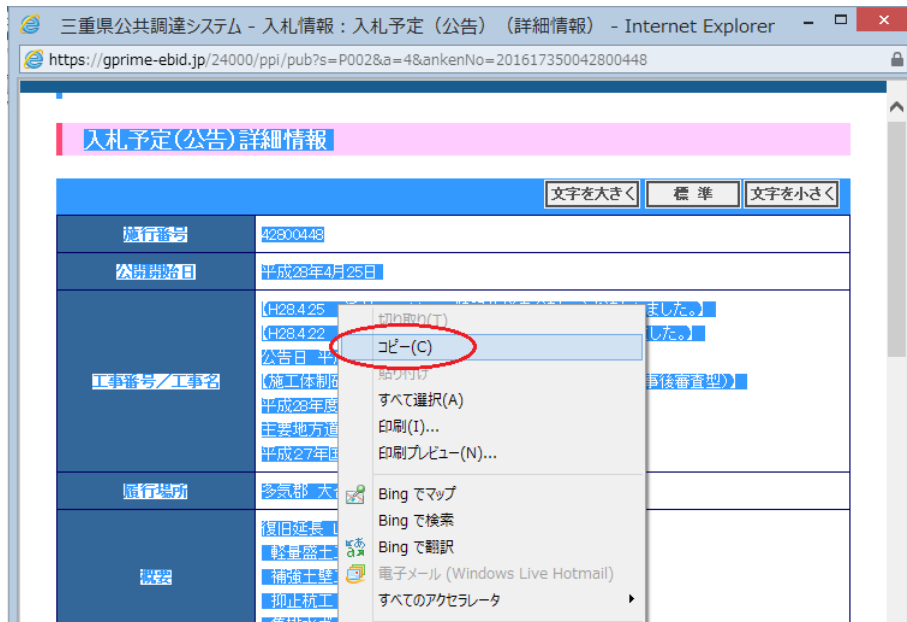 三重県公共調達システム - 入札情報：入札予定（公告）（詳細情報） - Internet Explorer
https://gprime-ebid.jp/24000/ppi/pub?s=P002&a=4&ankenNo=201617350042800448
入札予定(公告)詳細情報
文字を大きく 標 準 文字を小さく
施行番号 42800448
公開開始日 平成28年4月25日
工事番号／工事名
【H28.4.25 ました。】
【H28.4.22 した。】
公告日 平
【施工体制 事後審査型)】
平成28年度
主要地方道
平成27年
履行場所 多気郡 大
概要
復旧延長
軽量盛土
補強土壁
抑止杭工
切り取り(T)
コピー(C)
貼り付け
すべて選択(A)
印刷(I)...
印刷プレビュー(N)...
Bing でマップ
Bing で検索
Bing で翻訳
電子メール (Windows Live Hotmail)
すべてのアクセラレータ